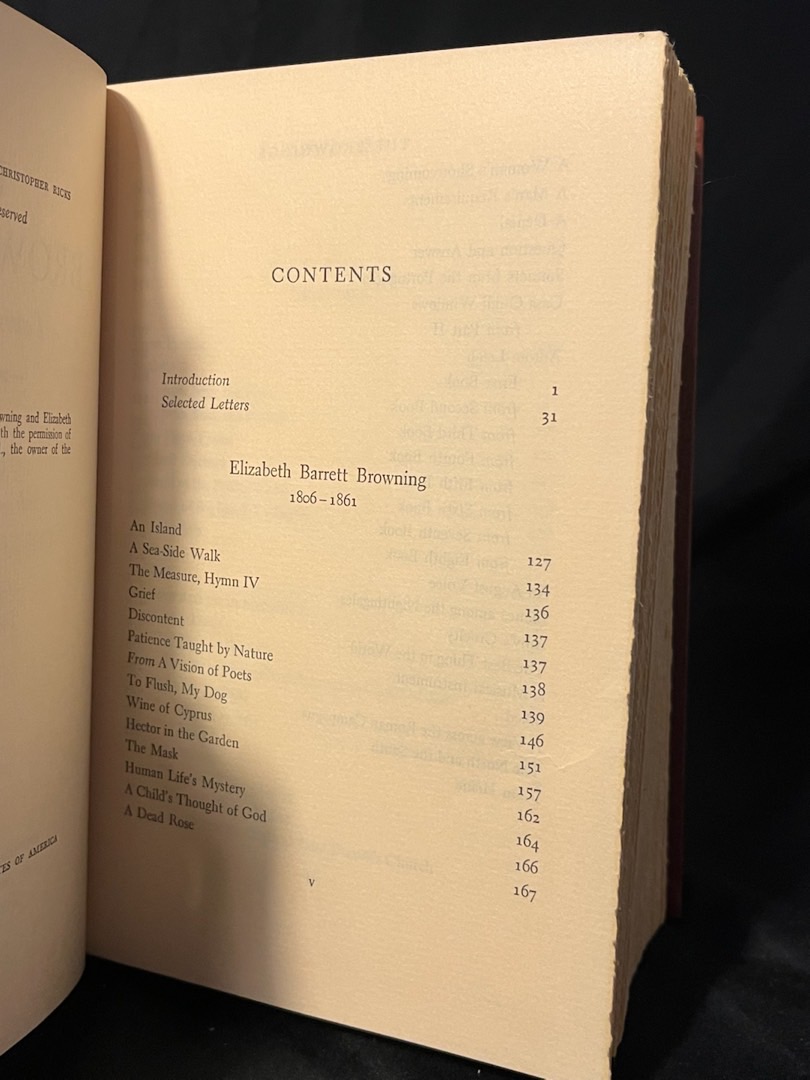 CHRISTOPHER RICKS
eserved
wning and Elizabeth
th the permission of
., the owner of the
ES OF AMERICA
CONTENTS
Introduction 1
Selected Letters 31
Elizabeth Barrett Browning
1806–1861
An Island 127
A Sea-Side Walk 134
The Measure, Hymn IV 136
Grief 137
Discontent 137
Patience Taught by Nature 138
From A Vision of Poets 139
To Flush, My Dog 146
Wine of Cyprus 151
Hector in the Garden 157
The Mask 162
Human Life's Mystery 164
A Child's Thought of God 166
A Dead Rose 167
v